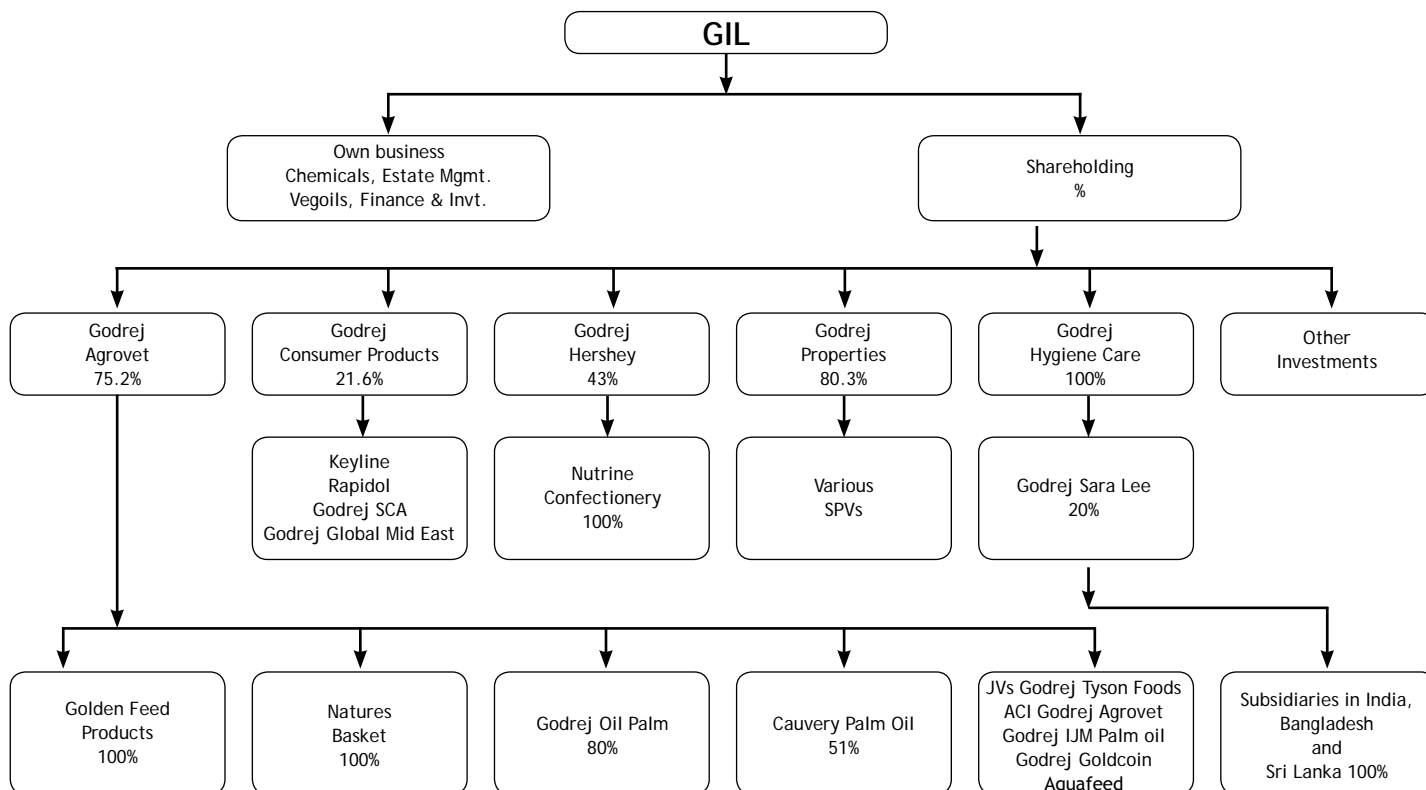 GIL
Own business
Chemicals, Estate Mgmt.
Vegoils, Finance & Invt.
Shareholding
%
Godrej
Agrovet
75.2%
Godrej
Consumer Products
21.6%
Godrej
Hershey
43%
Godrej
Properties
80.3%
Godrej
Hygiene Care
100%
Other
Investments
Keyline
Rapidol
Godrej SCA
Godrej Global Mid East
Nutrine
Confectionery
100%
Various
SPVs
Godrej Sara Lee
20%
Golden Feed
Products
100%
Natures
Basket
100%
Godrej Oil Palm
80%
Cauvery Palm Oil
51%
JVs Godrej Tyson Foods
ACI Godrej Agrovet
Godrej IJM Palm oil
Godrej Goldcoin
Aquafeed
Subsidiaries in India,
Bangladesh
and
Sri Lanka 100%